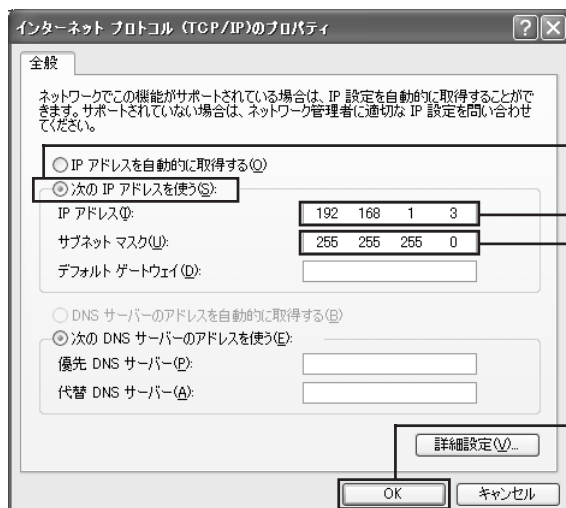 インターネット プロトコル (TCP/IP)のプロパティ
全般
ネットワークでこの機能がサポートされている場合は、IP 設定を自動的に取得することがで
きます。サポートされていない場合は、ネットワーク管理者に適切な IP 設定を問い合わせ
てください。
IP アドレスを自動的に取得する(O)
次の IP アドレスを使う(S):
IP アドレス(I): 192 168 1 3
サブネット マスク(U): 255 255 255 0
デフォルト ゲートウェイ(D):
DNS サーバーのアドレスを自動的に取得する(B)
次の DNS サーバーのアドレスを使う(E):
優先 DNS サーバー(P):
代替 DNS サーバー(A):
詳細設定(V)...
OK キャンセル